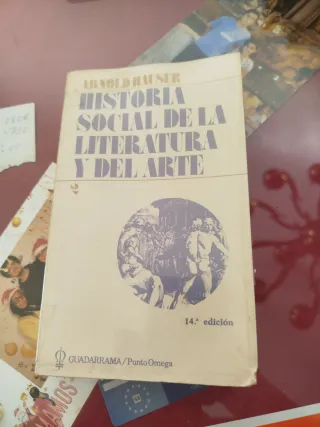 ARNOLD HAUSER
HISTORIA
SOCIAL DE LA
LITERATURA
Y DEL ARTE
2
14.ª edición
GUADARRAMA/Punto Omega